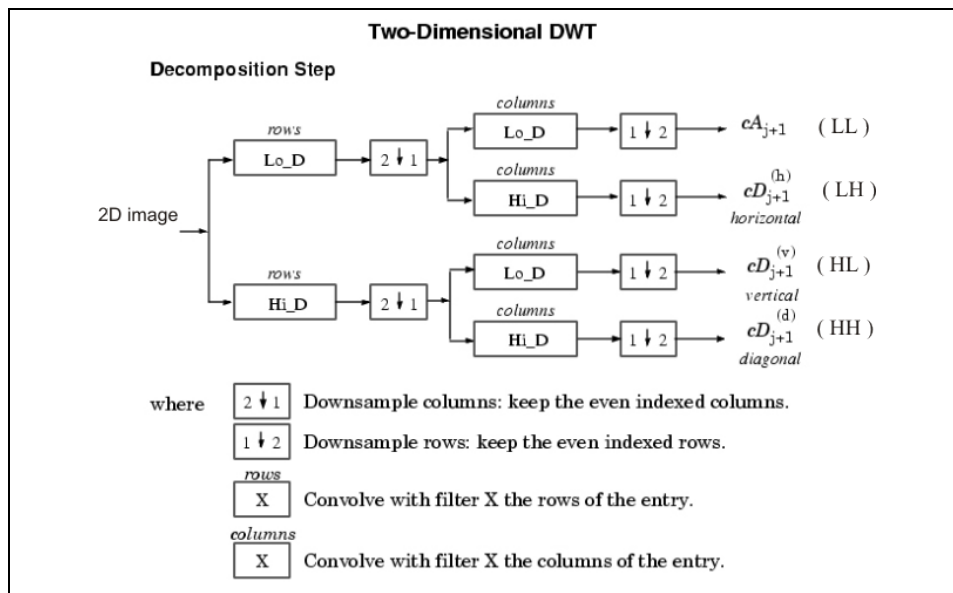 Two-Dimensional DWT
Decomposition Step
columns
rows
Lo_D
1 ↓ 2
cA j+1
( LL )
Lo_D
2 ↓ 1
columns
Hi_D
1 ↓ 2
cD j+1 (h)
( LH )
horizontal
2D image
columns
rows
Lo_D
1 ↓ 2
cD j+1 (v)
( HL )
vertical
Hi_D
2 ↓ 1
columns
Hi_D
1 ↓ 2
cD j+1 (d)
( HH )
diagonal
where 2 ↓ 1 Downsample columns: keep the even indexed columns.
1 ↓ 2 Downsample rows: keep the even indexed rows.
rows
X Convolve with filter X the rows of the entry.
columns
X Convolve with filter X the columns of the entry.